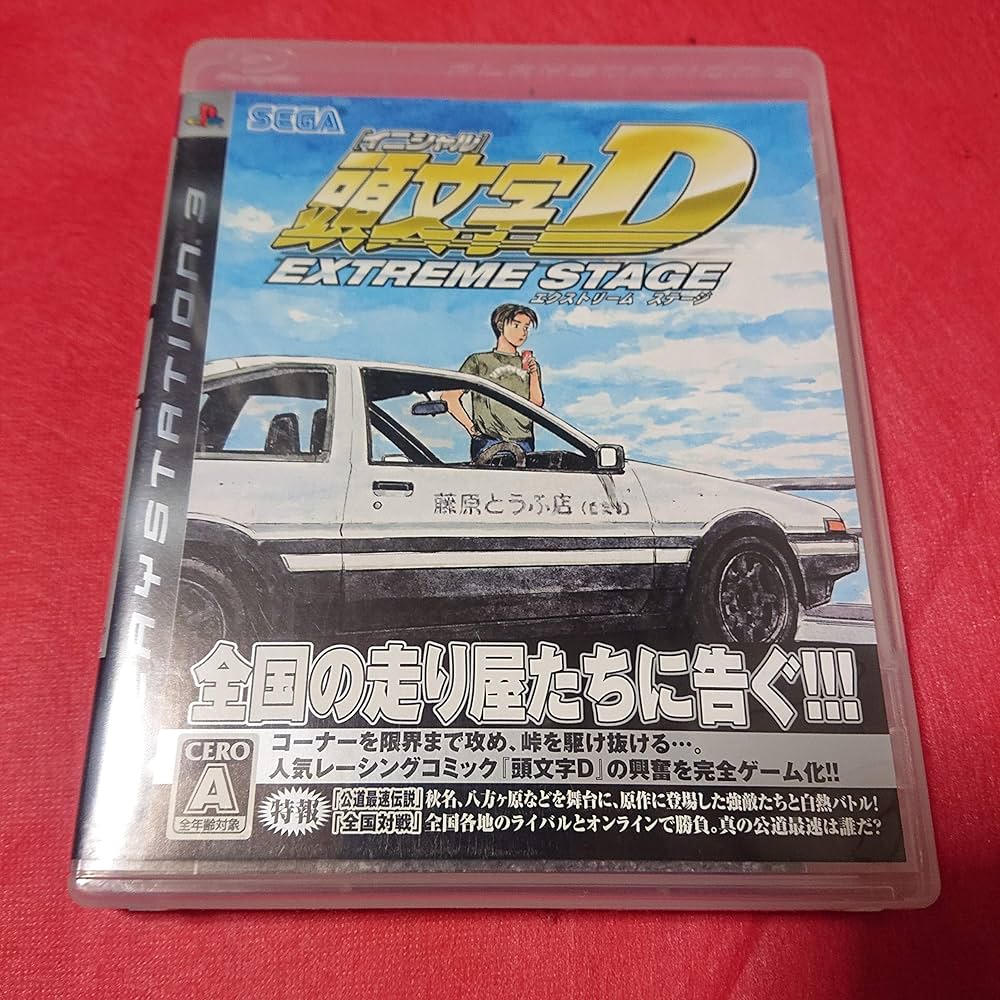 SEGA
[イニシャル]
頭文字D
EXTREME STAGE
エクストリーム ステージ
PLAYSTATION 3
藤原とうふ店
全国の走り屋たちに告ぐ!!!
コーナーを限界まで攻め、峠を駆け抜ける…。
人気レーシングコミック『頭文字D』の興奮を完全ゲーム化!!
CERO
A
全年齢対象
特報
「公道最速伝説」秋名、八方ヶ原などを舞台に、原作に登場した強敵たちと白熱バトル!
「全国対戦」全国各地のライバルとオンラインで勝負。真の公道最速は誰だ?